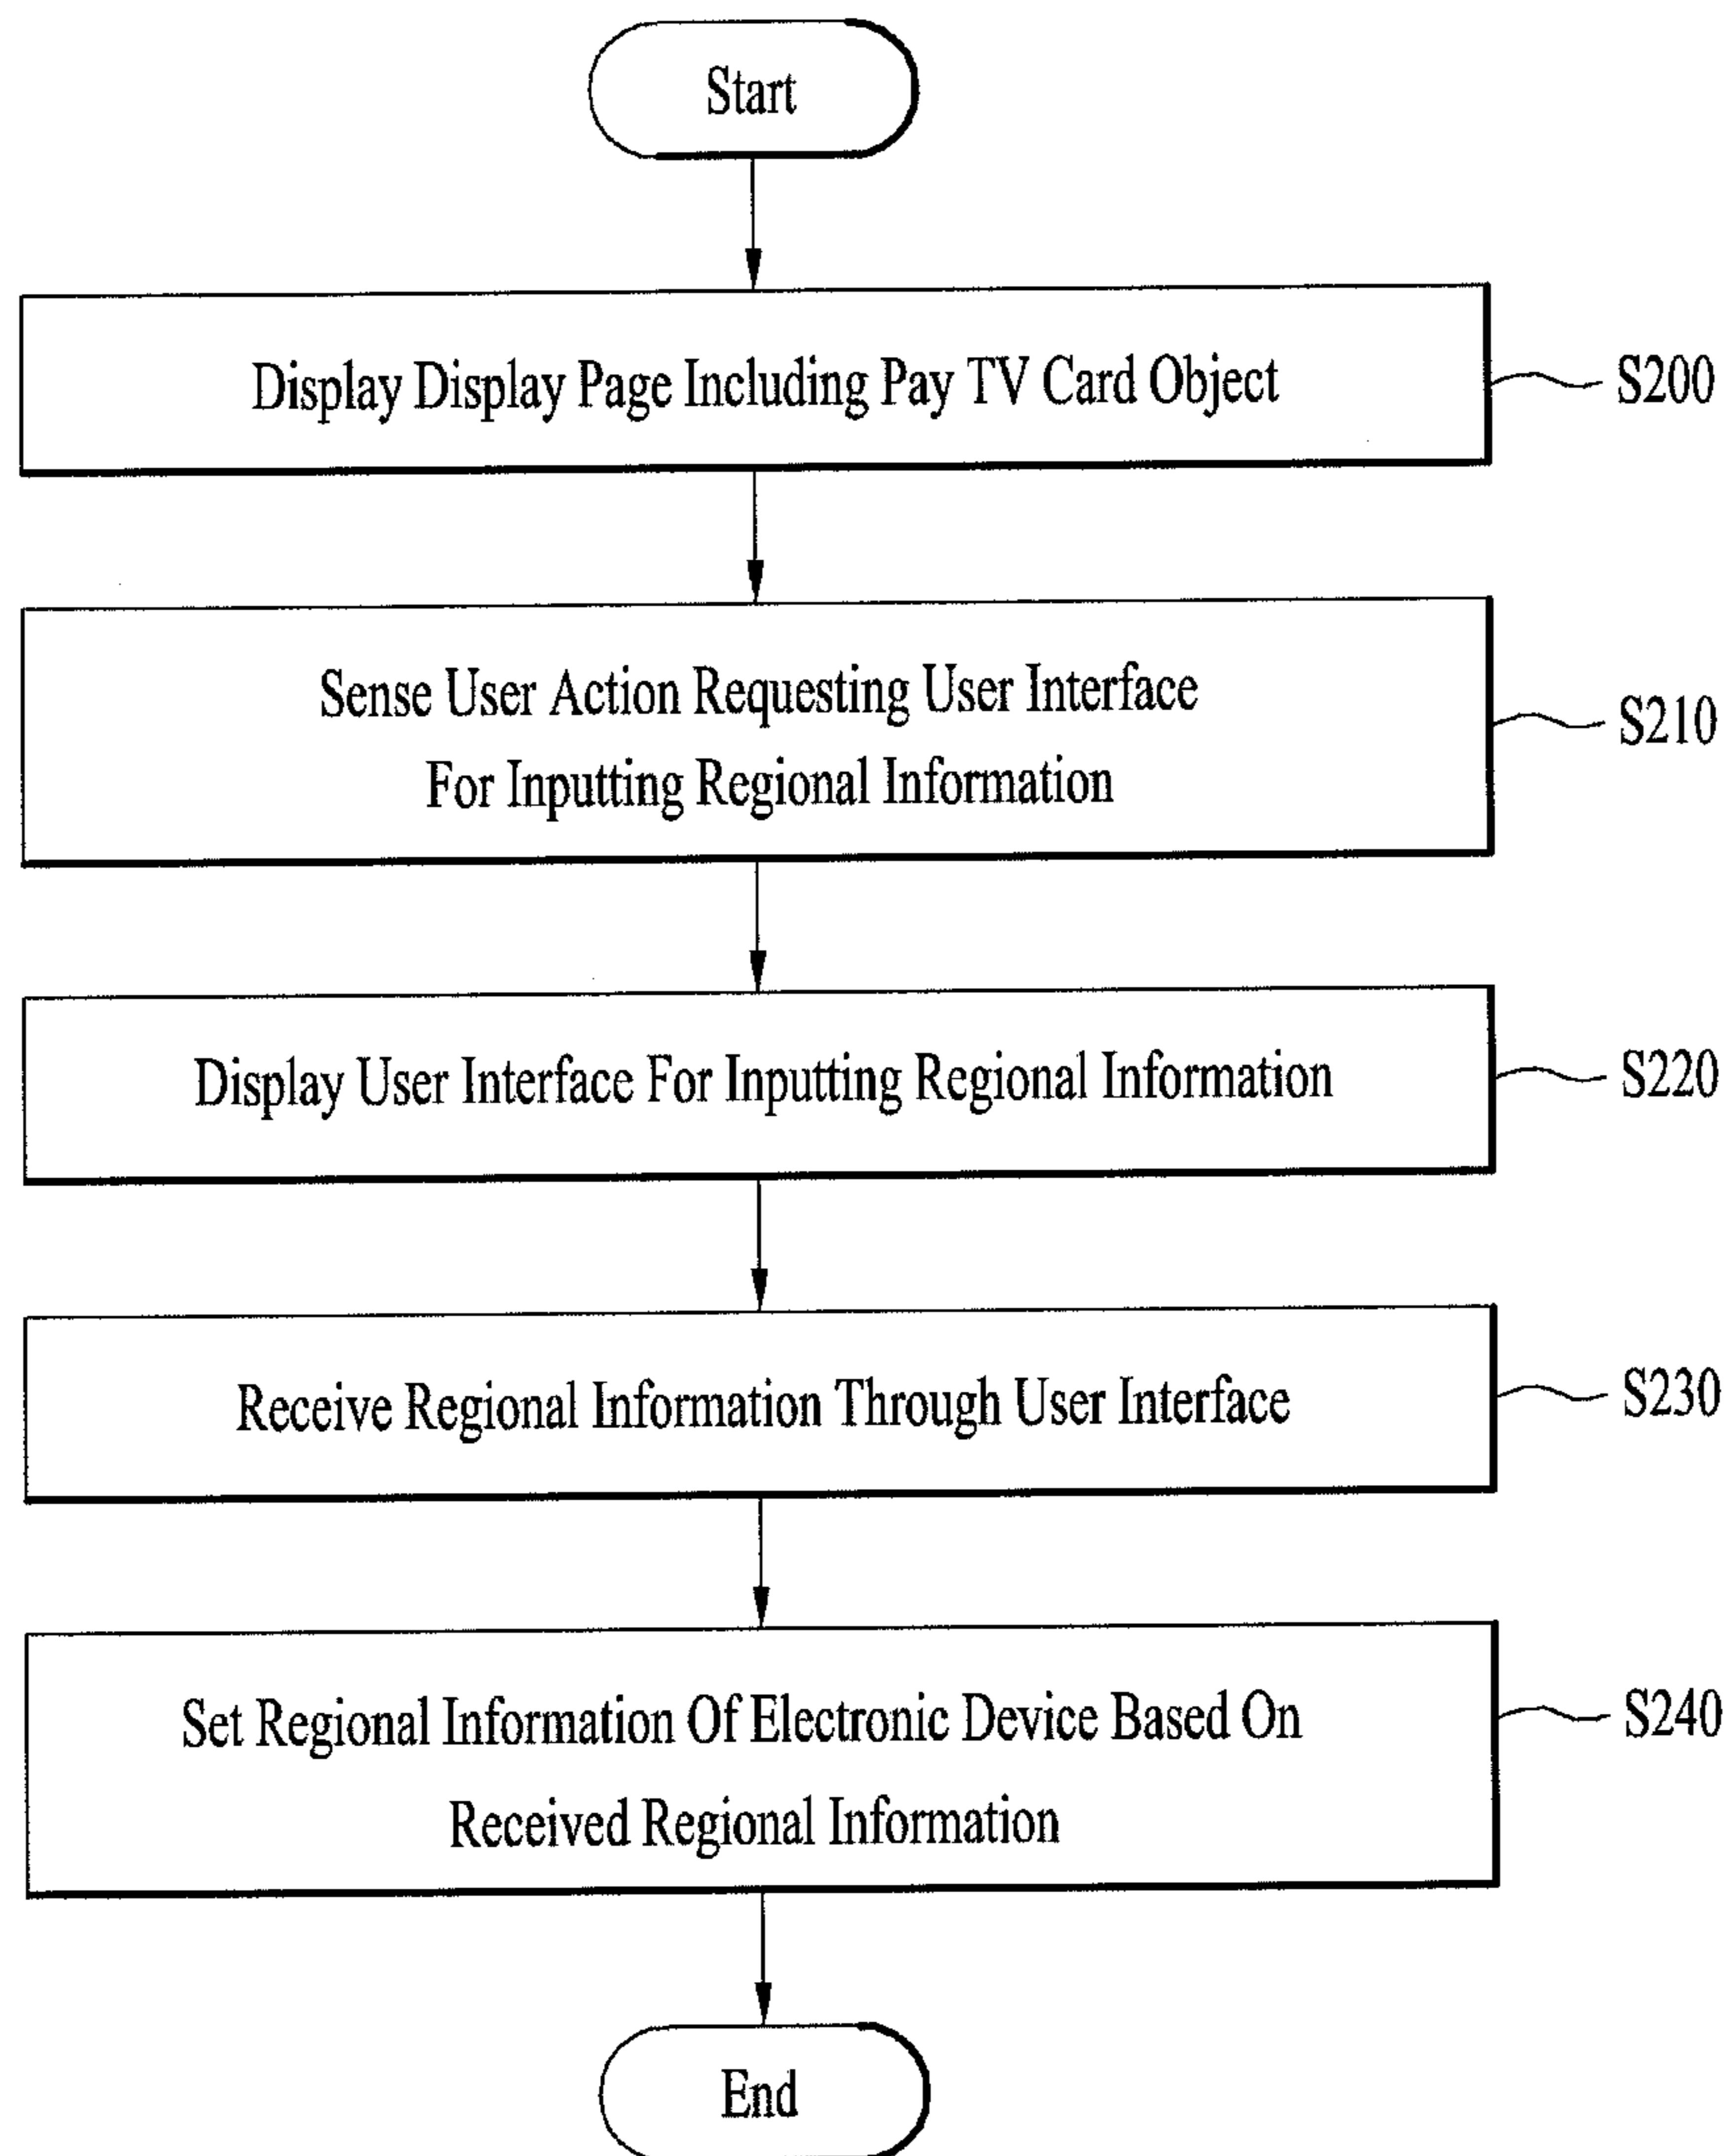 Start
Display Display Page Including Pay TV Card Object
S200
Sense User Action Requesting User Interface
For Inputting Regional Information
S210
Display User Interface For Inputting Regional Information
S220
Receive Regional Information Through User Interface
S230
Set Regional Information Of Electronic Device Based On
Received Regional Information
S240
End